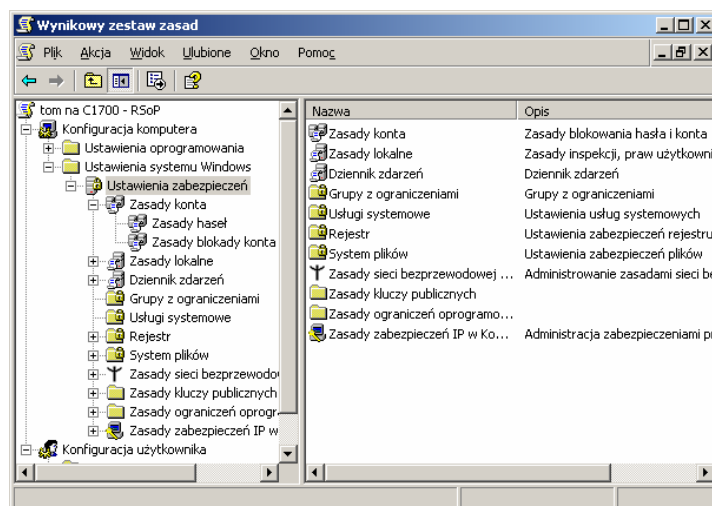 Wynikowy zestaw zasad
Plik Akcja Widok Ulubione Okno Pomoc
tom na C1700 - RSoP
Konfiguracja komputera
Ustawienia oprogramowania
Ustawienia systemu Windows
Ustawienia zabezpieczeń
Zasady konta
Zasady haseł
Zasady blokady konta
Zasady lokalne
Dziennik zdarzeń
Grupy z ograniczeniami
Usługi systemowe
Rejestr
System plików
Zasady sieci bezprzewodo
Zasady kluczy publicznych
Zasady ograniczeń oprogr
Zasady zabezpieczeń IP w
Konfiguracja użytkownika
Nazwa Opis
Zasady konta Zasady blokowania hasła i konta
Zasady lokalne Zasady inspekcji, praw użytkowni
Dziennik zdarzeń Dziennik zdarzeń
Grupy z ograniczeniami Grupy z ograniczeniami
Usługi systemowe Ustawienia usług systemowych
Rejestr Ustawienia zabezpieczeń rejestru
System plików Ustawienia zabezpieczeń plików
Zasady sieci bezprzewodowej ... Administrowanie zasadami sieci be
Zasady kluczy publicznych
Zasady ograniczeń oprogramo...
Zasady zabezpieczeń IP w Ko... Administracja zabezpieczeniami pr